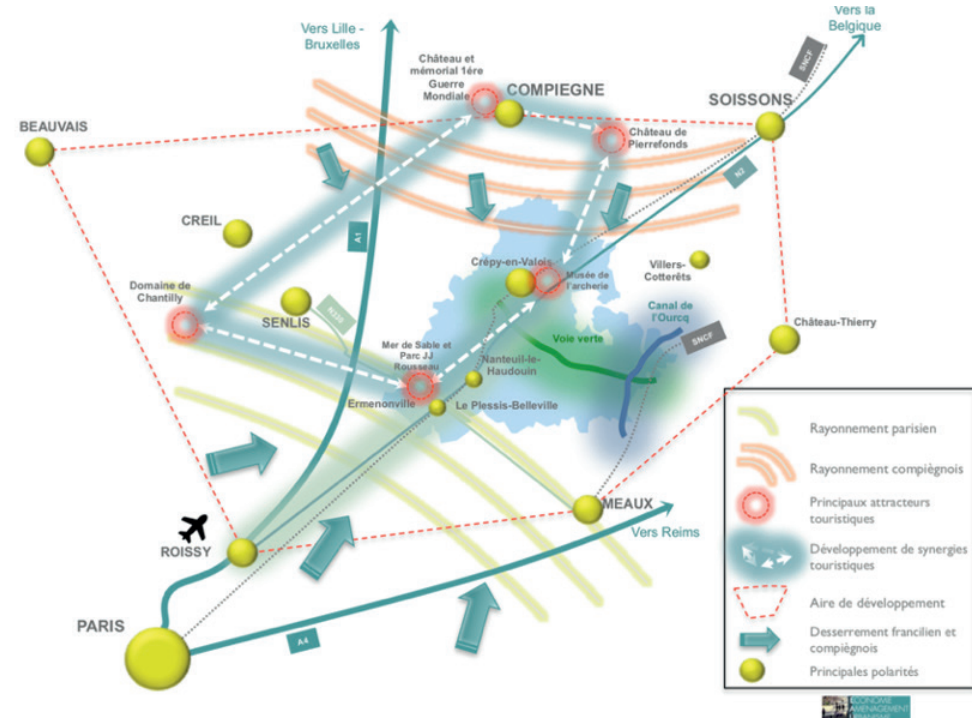 Vers Lille -
Bruxelles
Vers la
Belgique
SNCF
Château et
mémorial 1ére
Guerre
Mondiale
COMPIEGNE
SOISSONS
BEAUVAIS
Château de
Pierrefonds
N2
CREIL
A1
Crépy-en-Valois
Musée de
l'archerie
Villers-
Cotterêts
Domaine de
Chantilly
SENLIS
N330
Canal de
l'Ourcq
SNCF
Château-Thierry
Mer de Sable et
Parc JJ
Rousseau
Voie verte
Nanteuil-le-
Haudouin
Ermenonville
Le Plessis-Belleville
MEAUX
Vers Reims
ROISSY
PARIS
A4
Rayonnement parisien
Rayonnement compiègnois
Principaux attracteurs
touristiques
Développement de synergies
touristiques
Aire de développement
Desserrement francilien et
compiègnois
Principales polarités
ECONOMIE
AMENAGEMENT